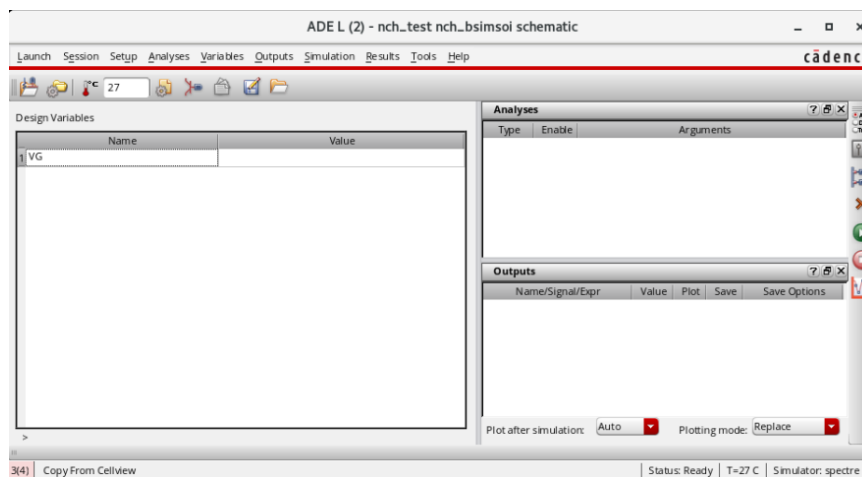 ADE L (2) - nch_test nch_bsimsoi schematic
Launch Session Setup Analyses Variables Outputs Simulation Results Tools Help
cādenc
°C 27
Design Variables
Name Value
1 VG
Analyses
Type Enable Arguments
Outputs
Name/Signal/Expr Value Plot Save Save Options
Plot after simulation: Auto Plotting mode: Replace
>
3(4) Copy From Cellview Status: Ready T=27 C Simulator: spectre